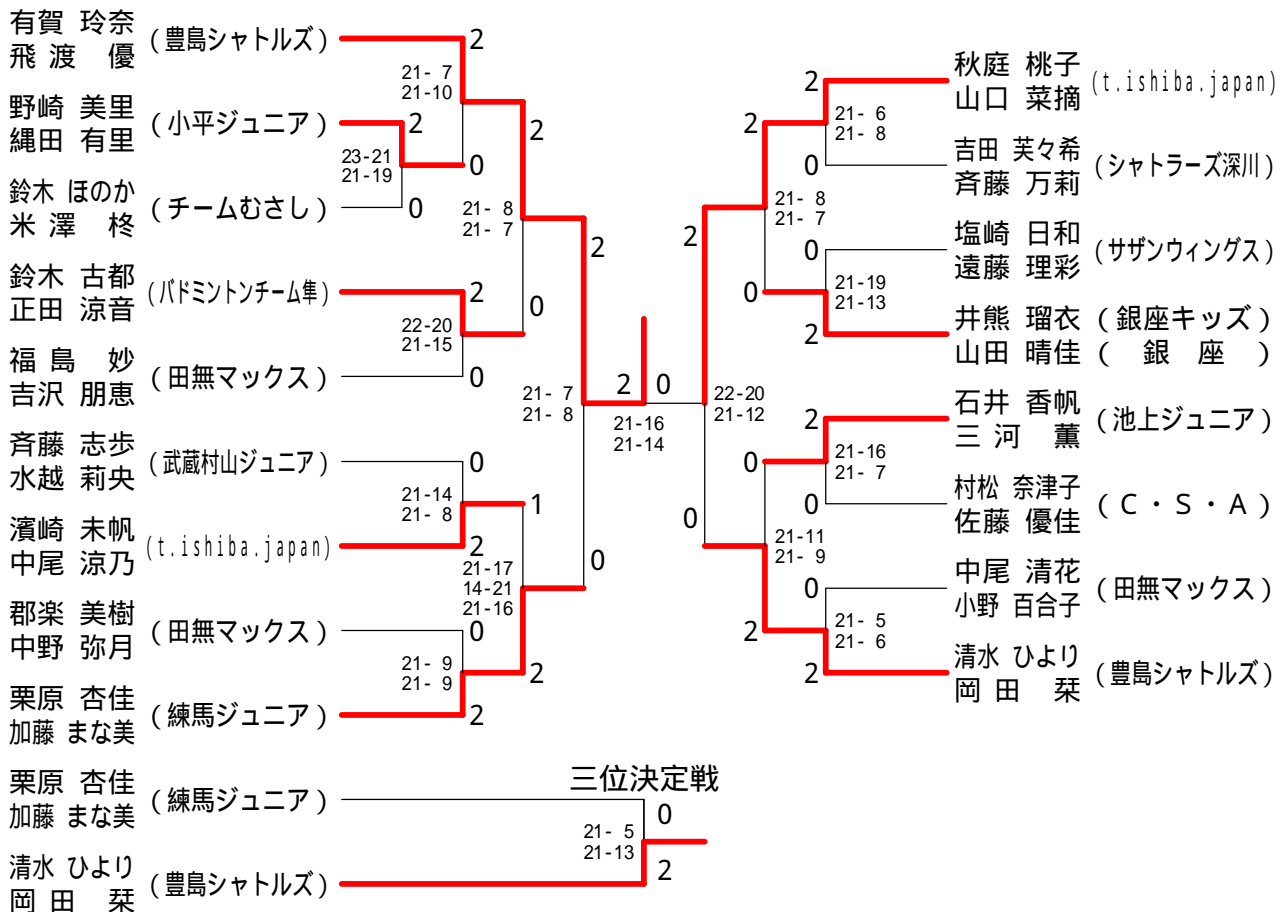 有賀 玲奈
飛 渡 優
(豊島シャトルズ)
2
21- 7
21-10
野崎 美里
縄田 有里
(小平ジュニア)
2
0
2
23-21
21-19
鈴木 ほのか
米 澤 柊
(チームむさし)
0
21- 8
21- 7
2
鈴木 古都
正田 涼音
(バドミントンチーム隼)
2
0
22-20
21-15
福 島 妙
吉沢 朋恵
(田無マックス)
0
21- 7
21- 8
斉藤 志歩
水越 莉央
(武蔵村山ジュニア)
0
21-14
21- 8
1
濱崎 未帆
中尾 涼乃
(t.ishiba.japan)
2
21-17
14-21
21-16
0
郡楽 美樹
中野 弥月
(田無マックス)
0
21- 9
21- 9
2
栗原 杏佳
加藤 まな美
(練馬ジュニア)
2
2 0
21-16
21-14
秋庭 桃子
山口 菜摘
(t.ishiba.japan)
2
21- 6
21- 8
2
吉田 芙々希
斉藤 万莉
(シャトラーズ深川)
0
21- 8
21- 7
2
塩崎 日和
遠藤 理彩
(サザンウィングス)
0
21-19
21-13
0
井熊 瑠衣
山田 晴佳
(銀座キッズ)
( 銀 座 )
2
22-20
21-12
石井 香帆
三 河 薫
(池上ジュニア)
2
21-16
21- 7
0
村松 奈津子
佐藤 優佳
(C・S・A)
0
0
21-11
21- 9
中尾 清花
小野 百合子
(田無マックス)
0
21- 5
21- 6
2
清水 ひより
岡 田 栞
(豊島シャトルズ)
2
三位決定戦
栗原 杏佳
加藤 まな美
(練馬ジュニア)
0
21- 5
21-13
清水 ひより
岡 田 栞
(豊島シャトルズ)
2